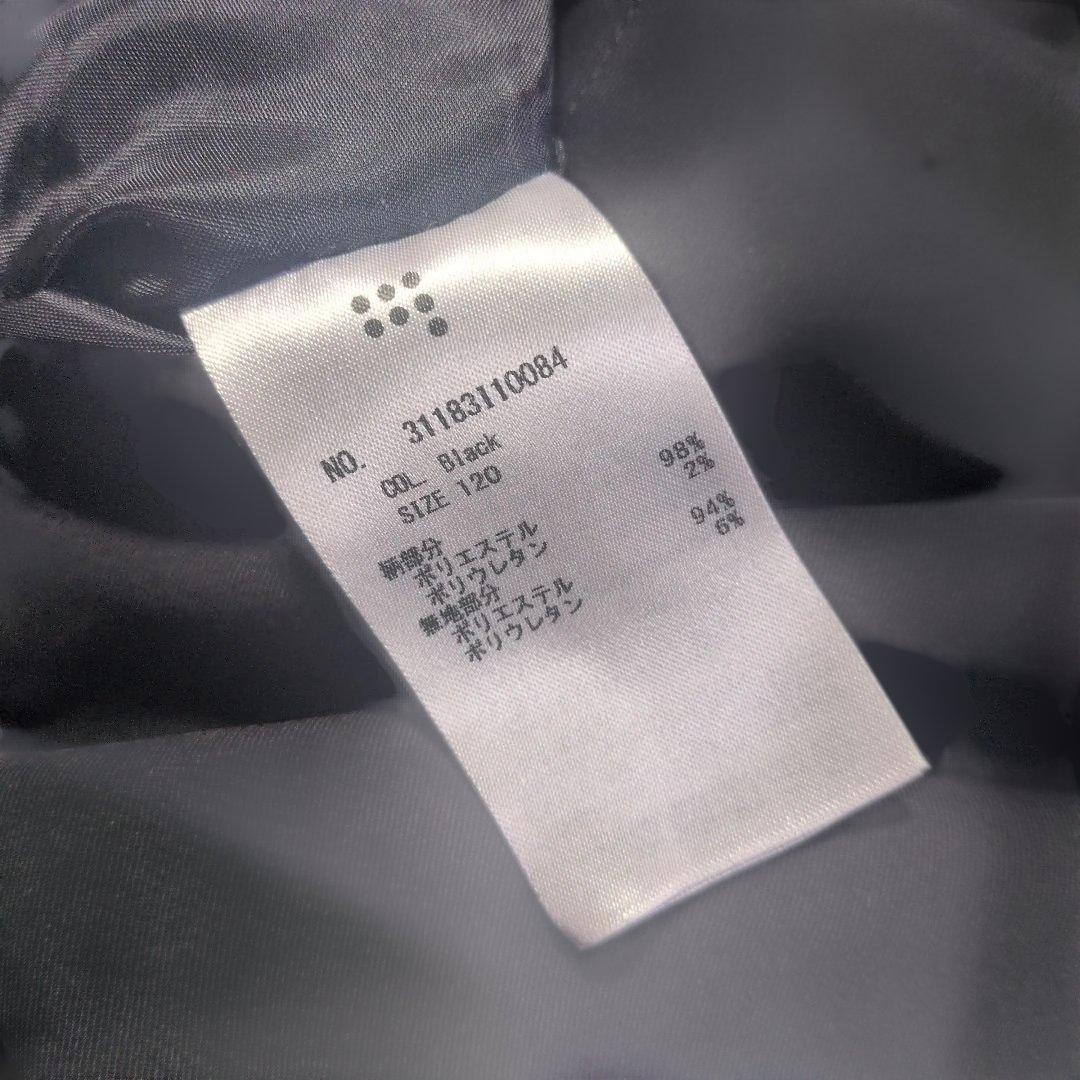 NO. 31183I10084
COL. Black
SIZE 120
柄部分
ポリエステル 98%
ポリウレタン 2%
無地部分
ポリエステル 94%
ポリウレタン 6%